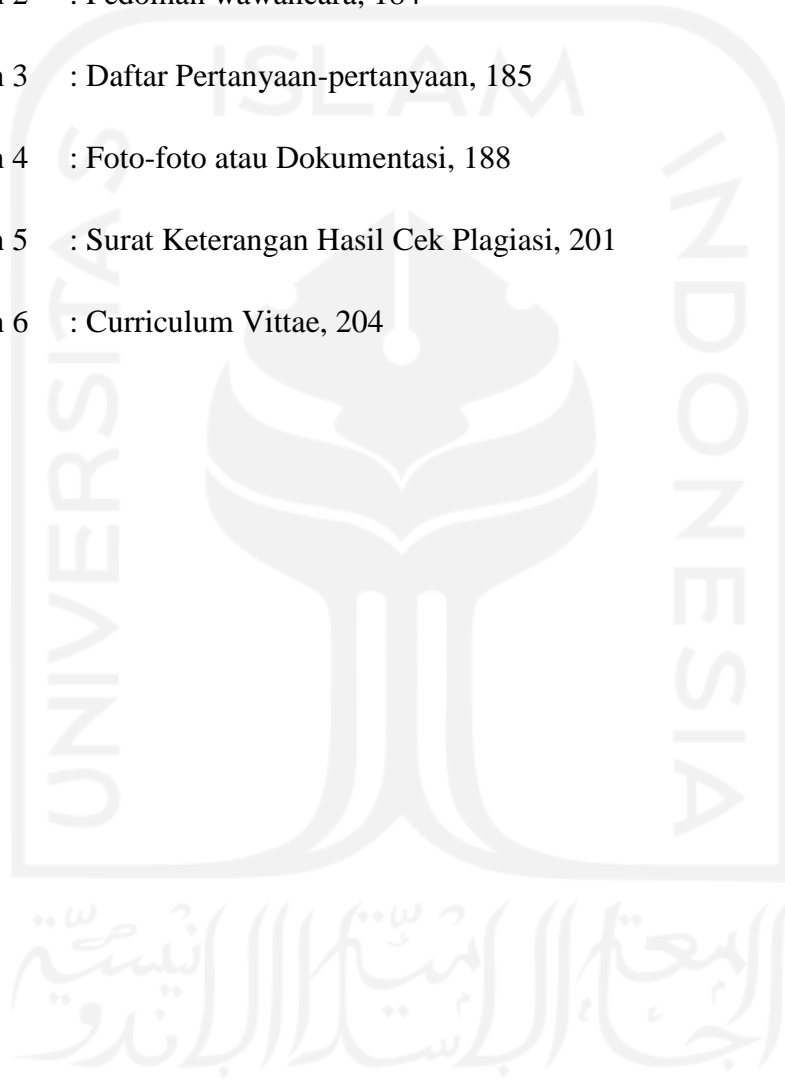 n 2 : Pedoman wawancara, 184
n 3 : Daftar Pertanyaan-pertanyaan, 185
n 4 : Foto-foto atau Dokumentasi, 188
n 5 : Surat Keterangan Hasil Cek Plagiasi, 201
n 6 : Curriculum Vittae, 204
UNIVERSITAS
ISLAM
INDONESIA